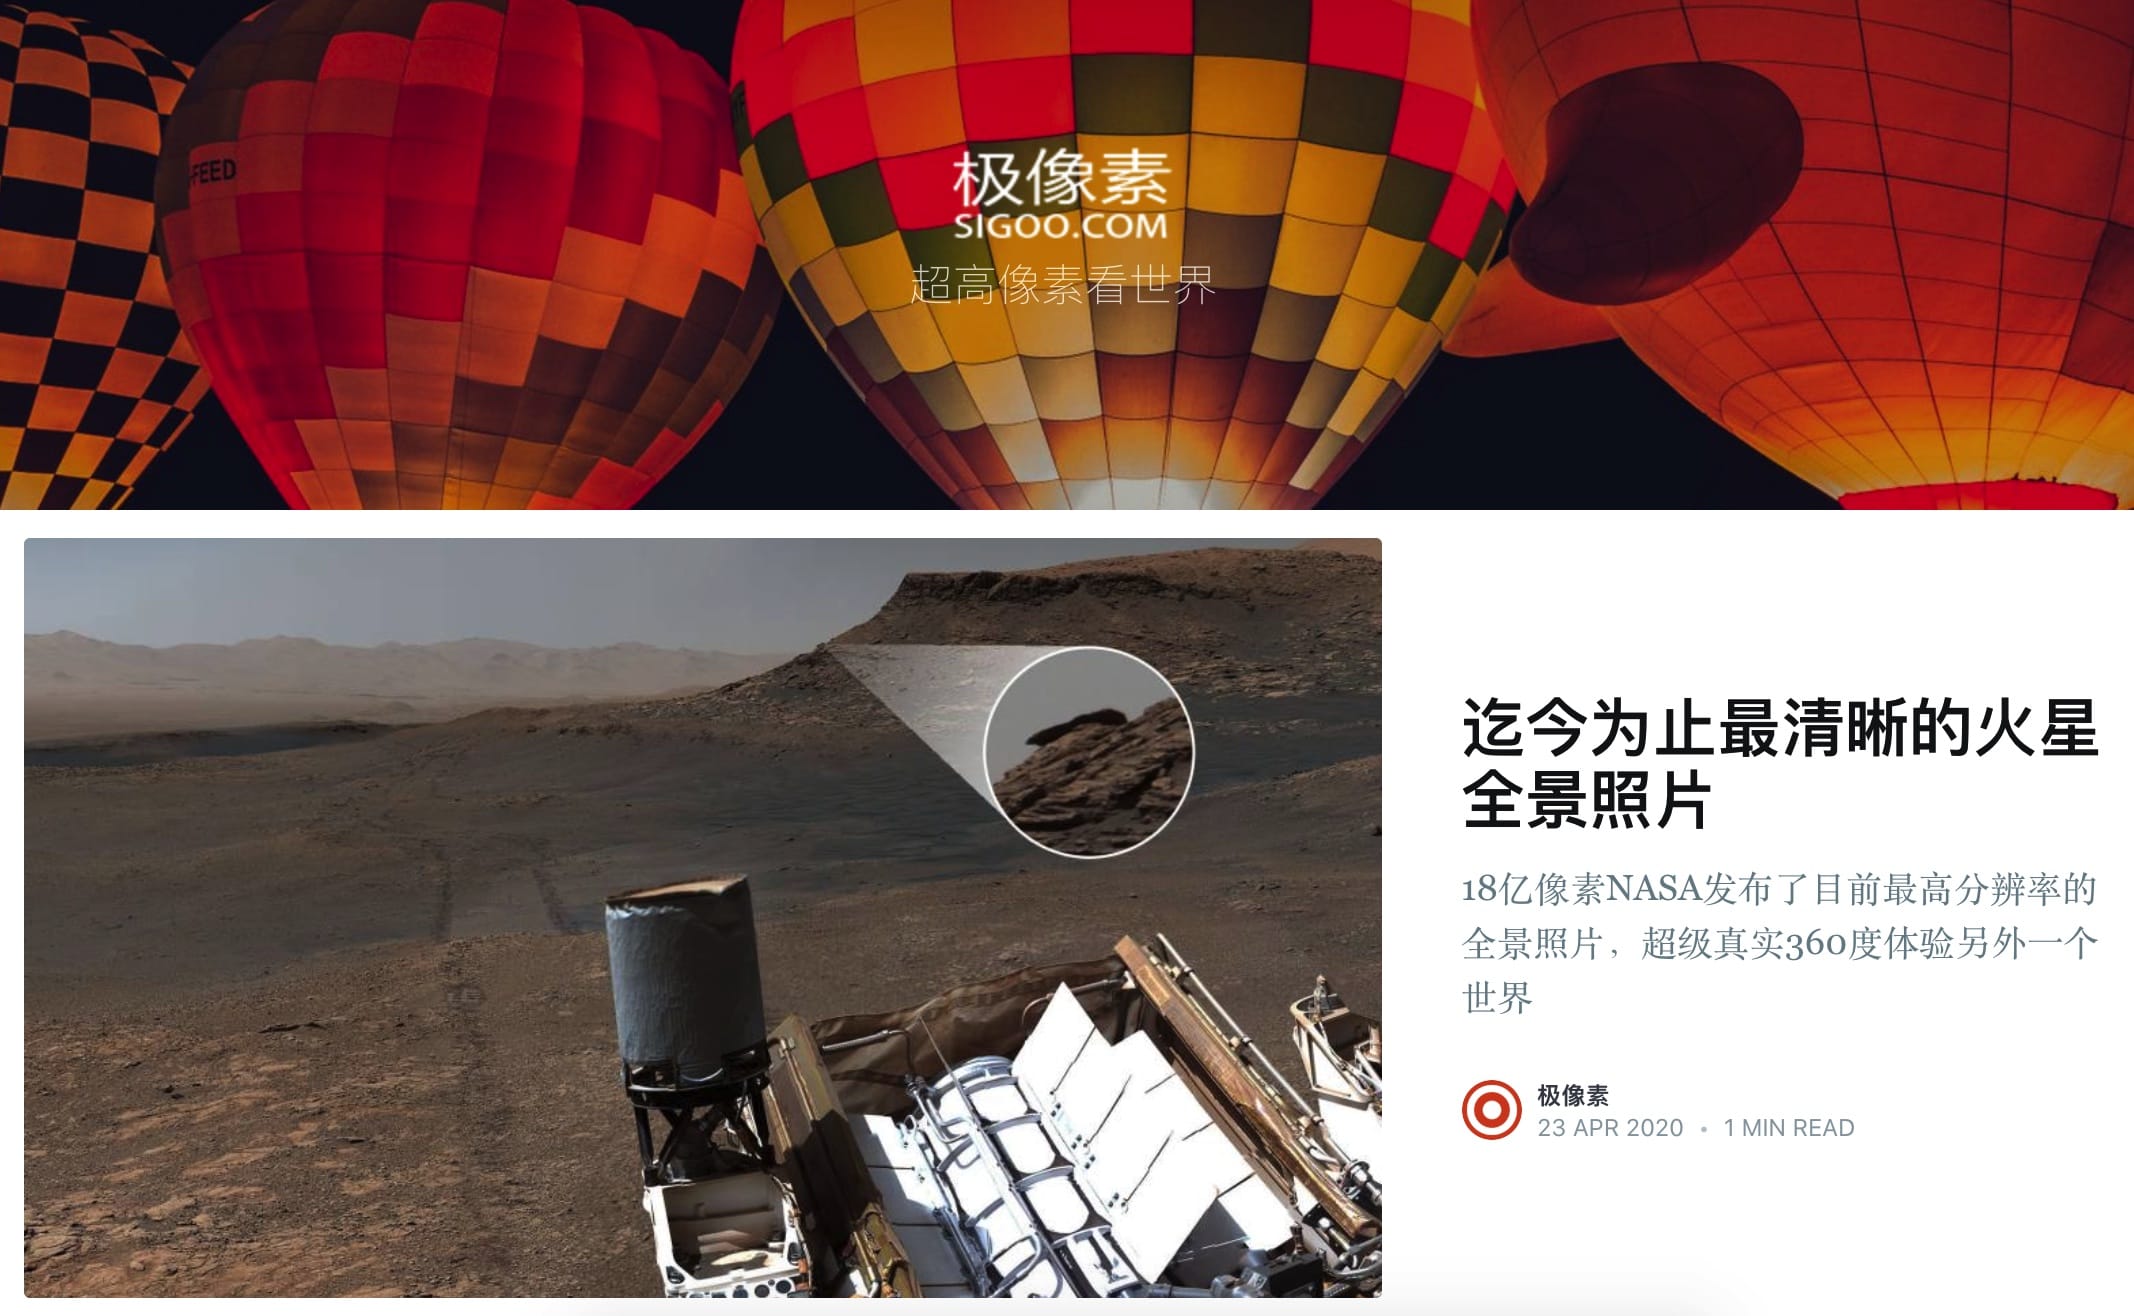 -FEED
极像素
SIGOO.COM
超高像素看世界
迄今为止最清晰的火星
全景照片
18亿像素NASA发布了目前最高分辨率的
全景照片，超级真实360度体验另外一个
世界
极像素
23 APR 2020 • 1 MIN READ